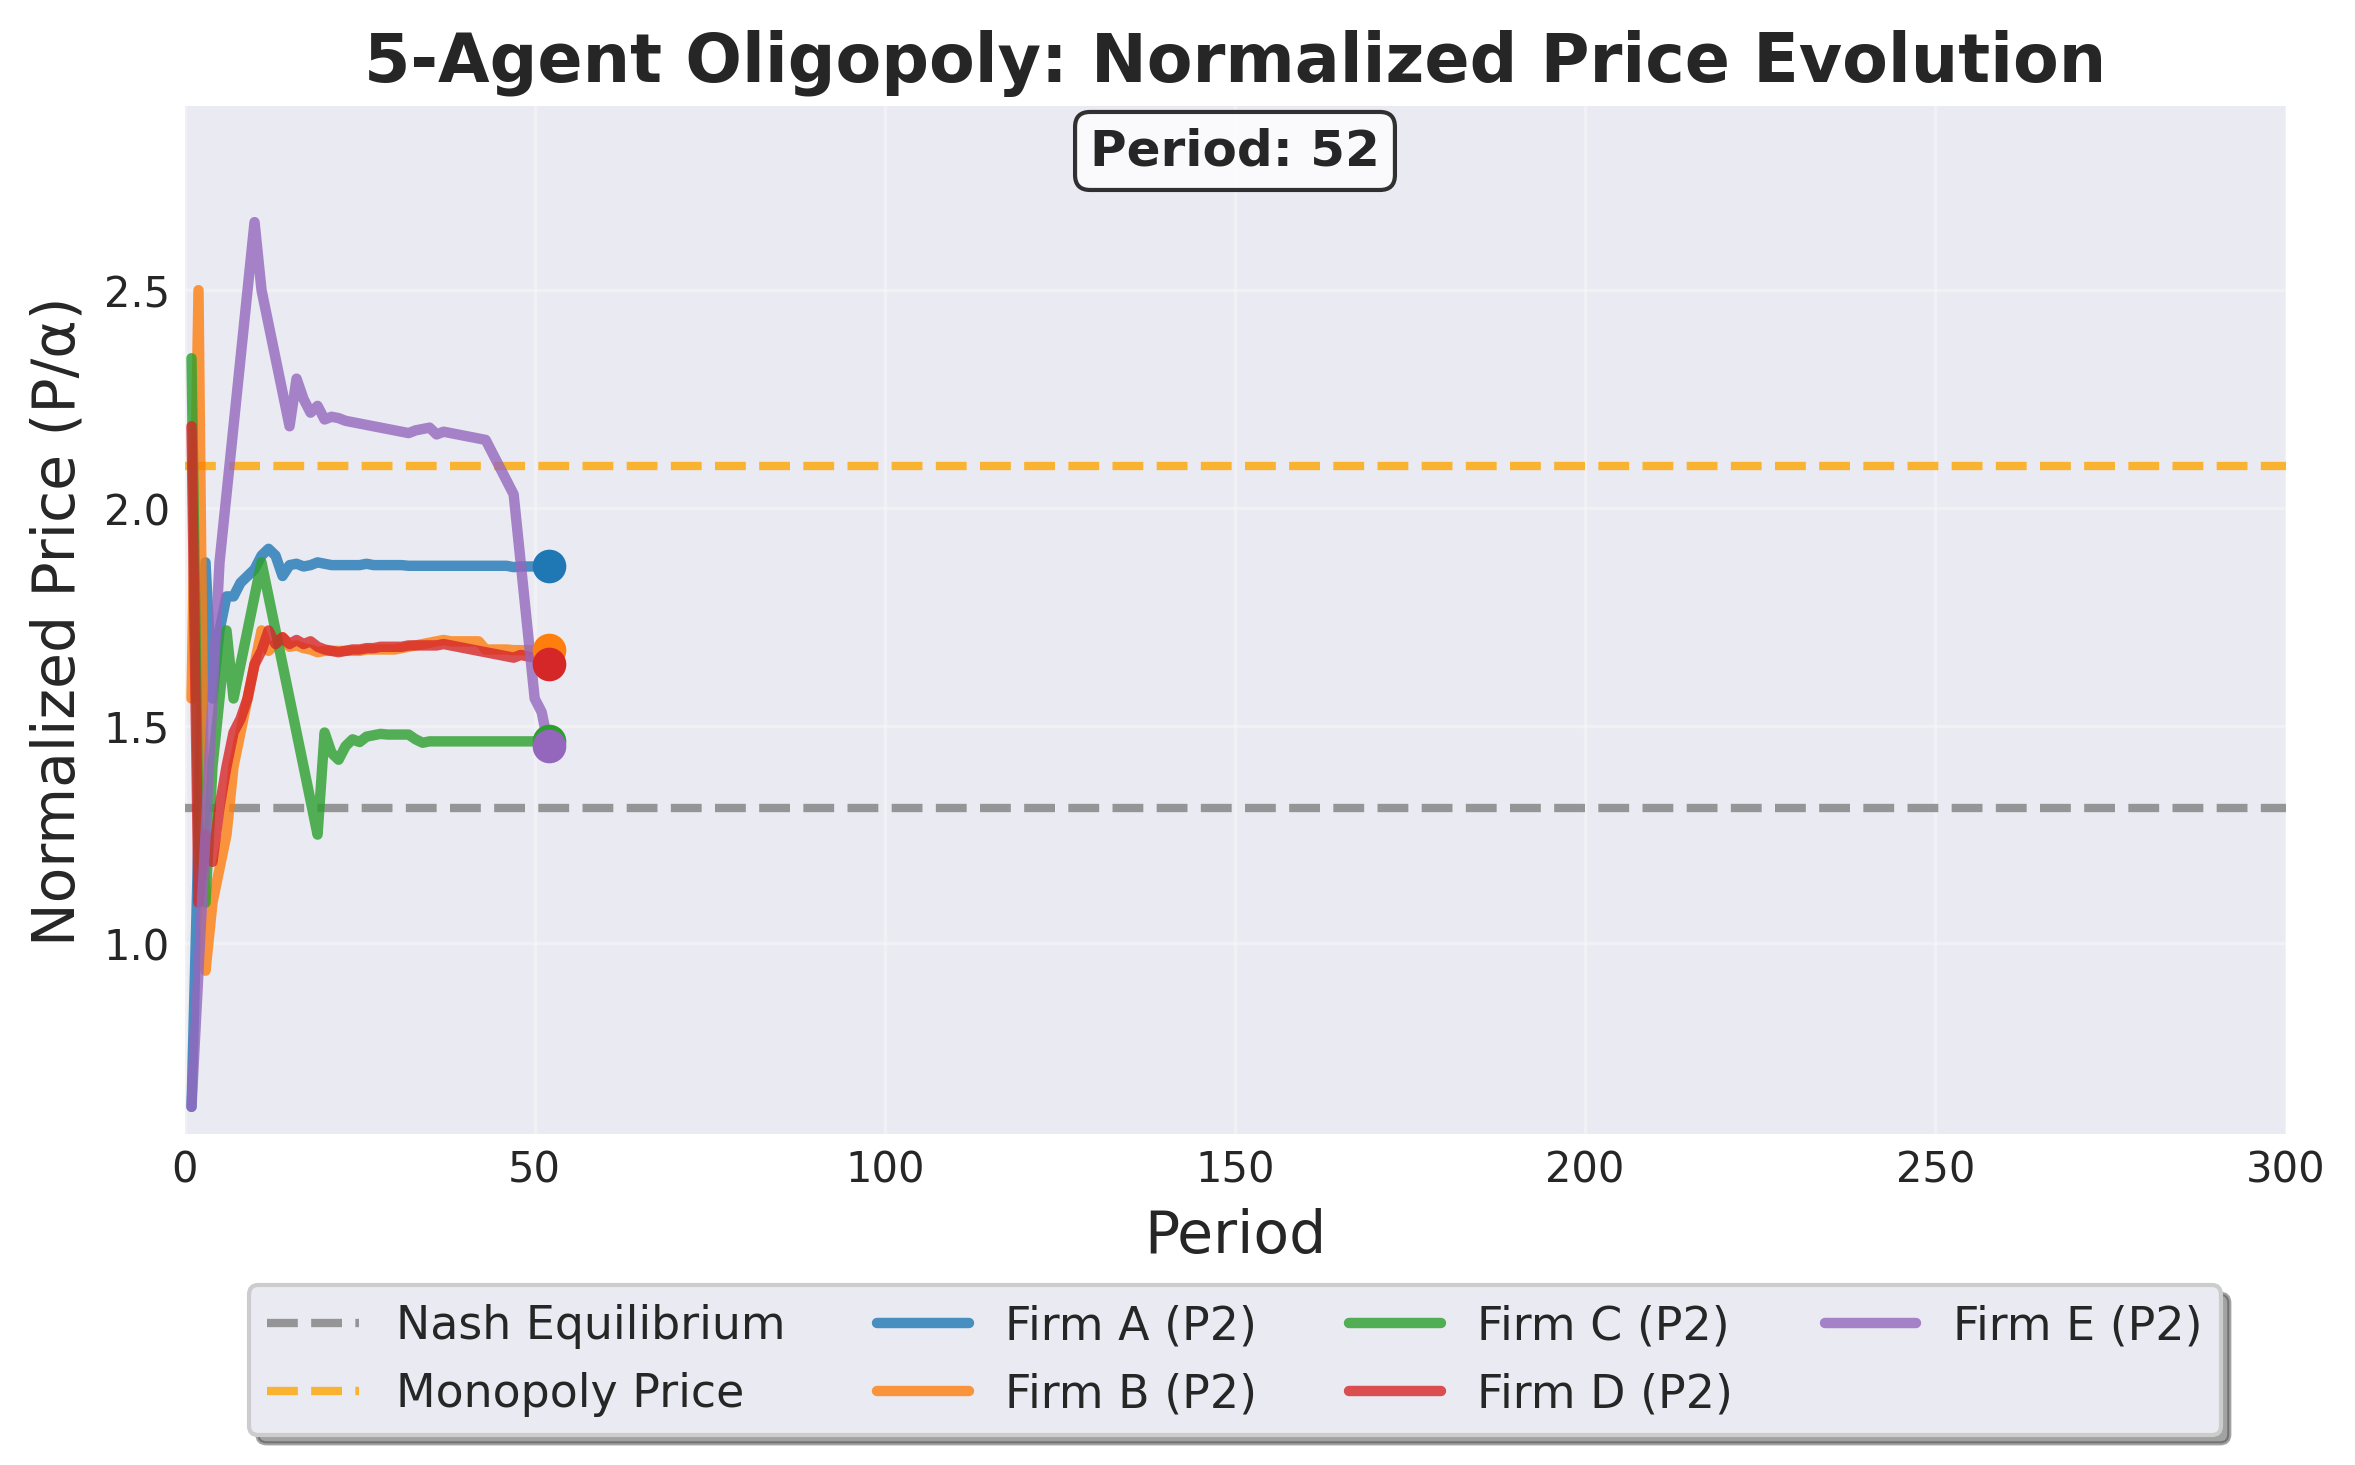 5-Agent Oligopoly: Normalized Price Evolution
Period: 52
Normalized Price (P/α)
2.5
2.0
1.5
1.0
0
50
100
150
200
250
300
Period
Nash Equilibrium
Monopoly Price
Firm A (P2)
Firm B (P2)
Firm C (P2)
Firm D (P2)
Firm E (P2)